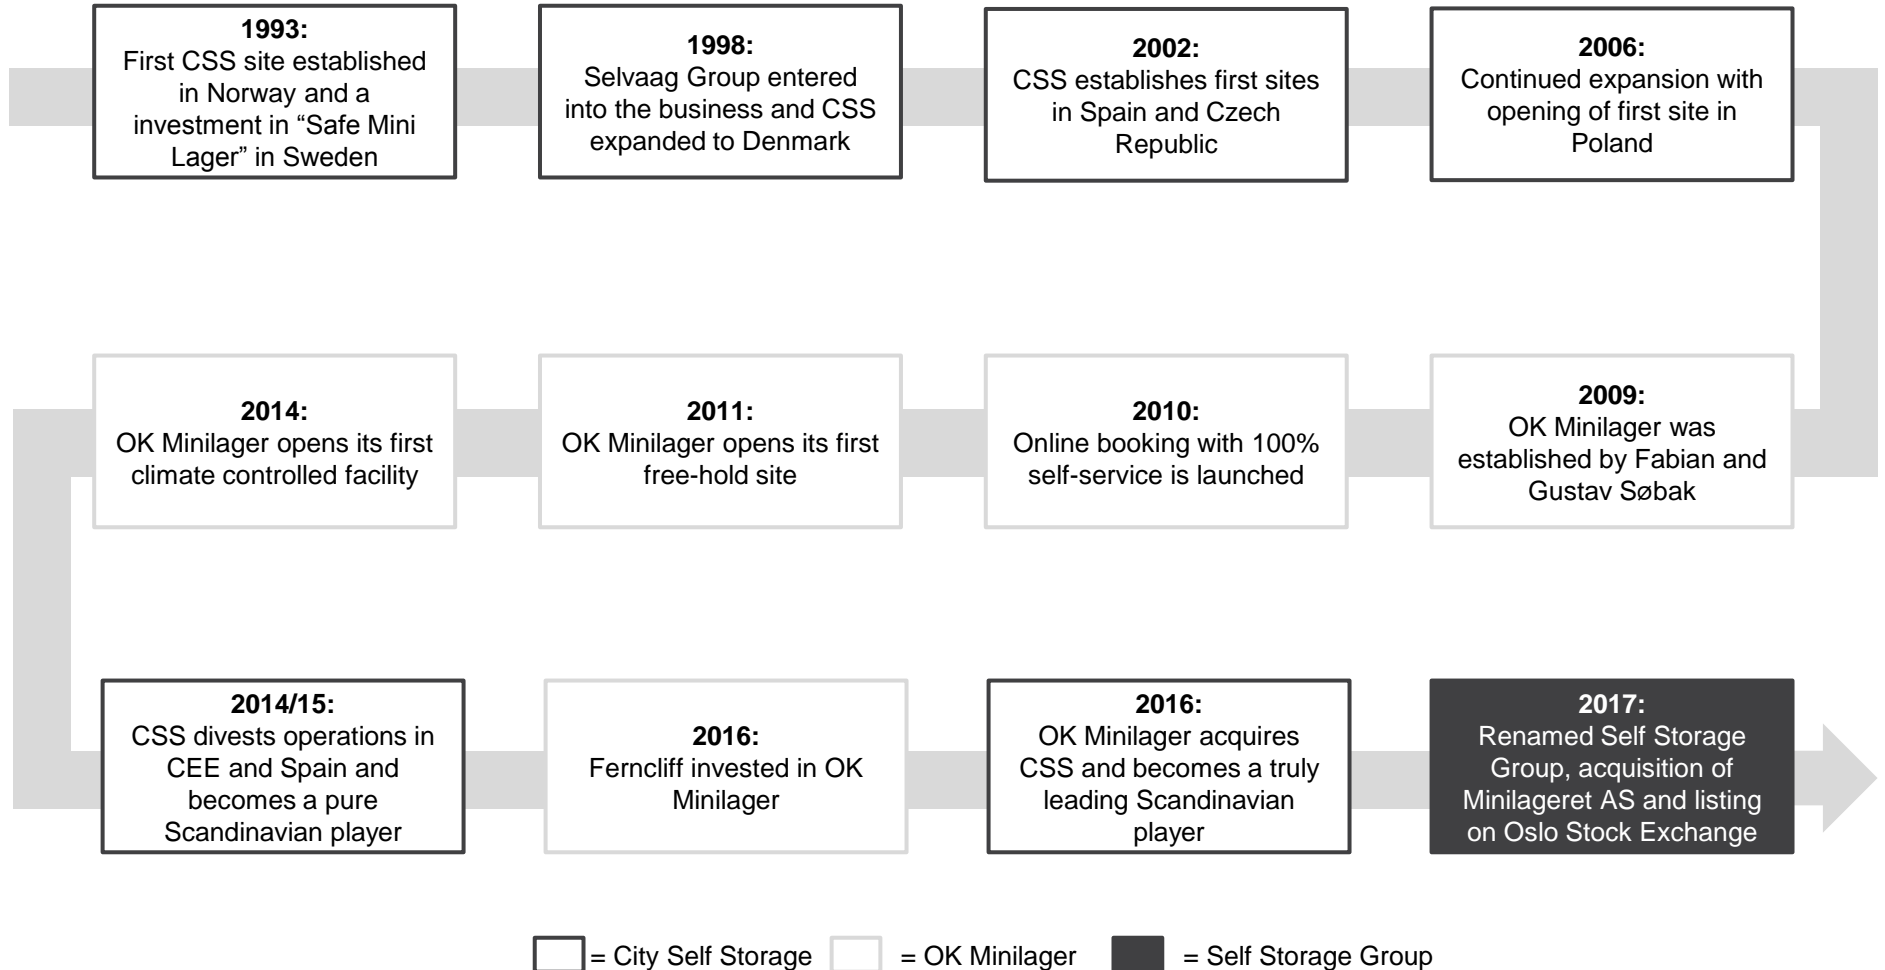 1993:
First CSS site established
in Norway and a
investment in “Safe Mini
Lager” in Sweden
1998:
Selvaag Group entered
into the business and CSS
expanded to Denmark
2002:
CSS establishes first sites
in Spain and Czech
Republic
2006:
Continued expansion with
opening of first site in
Poland
2009:
OK Minilager was
established by Fabian and
Gustav Søbak
2010:
Online booking with 100%
self-service is launched
2011:
OK Minilager opens its first
free-hold site
2014:
OK Minilager opens its first
climate controlled facility
2014/15:
CSS divests operations in
CEE and Spain and
becomes a pure
Scandinavian player
2016:
Ferncliff invested in OK
Minilager
2016:
OK Minilager acquires
CSS and becomes a truly
leading Scandinavian
player
2017:
Renamed Self Storage
Group, acquisition of
Minilageret AS and listing
on Oslo Stock Exchange
= City Self Storage
= OK Minilager
= Self Storage Group